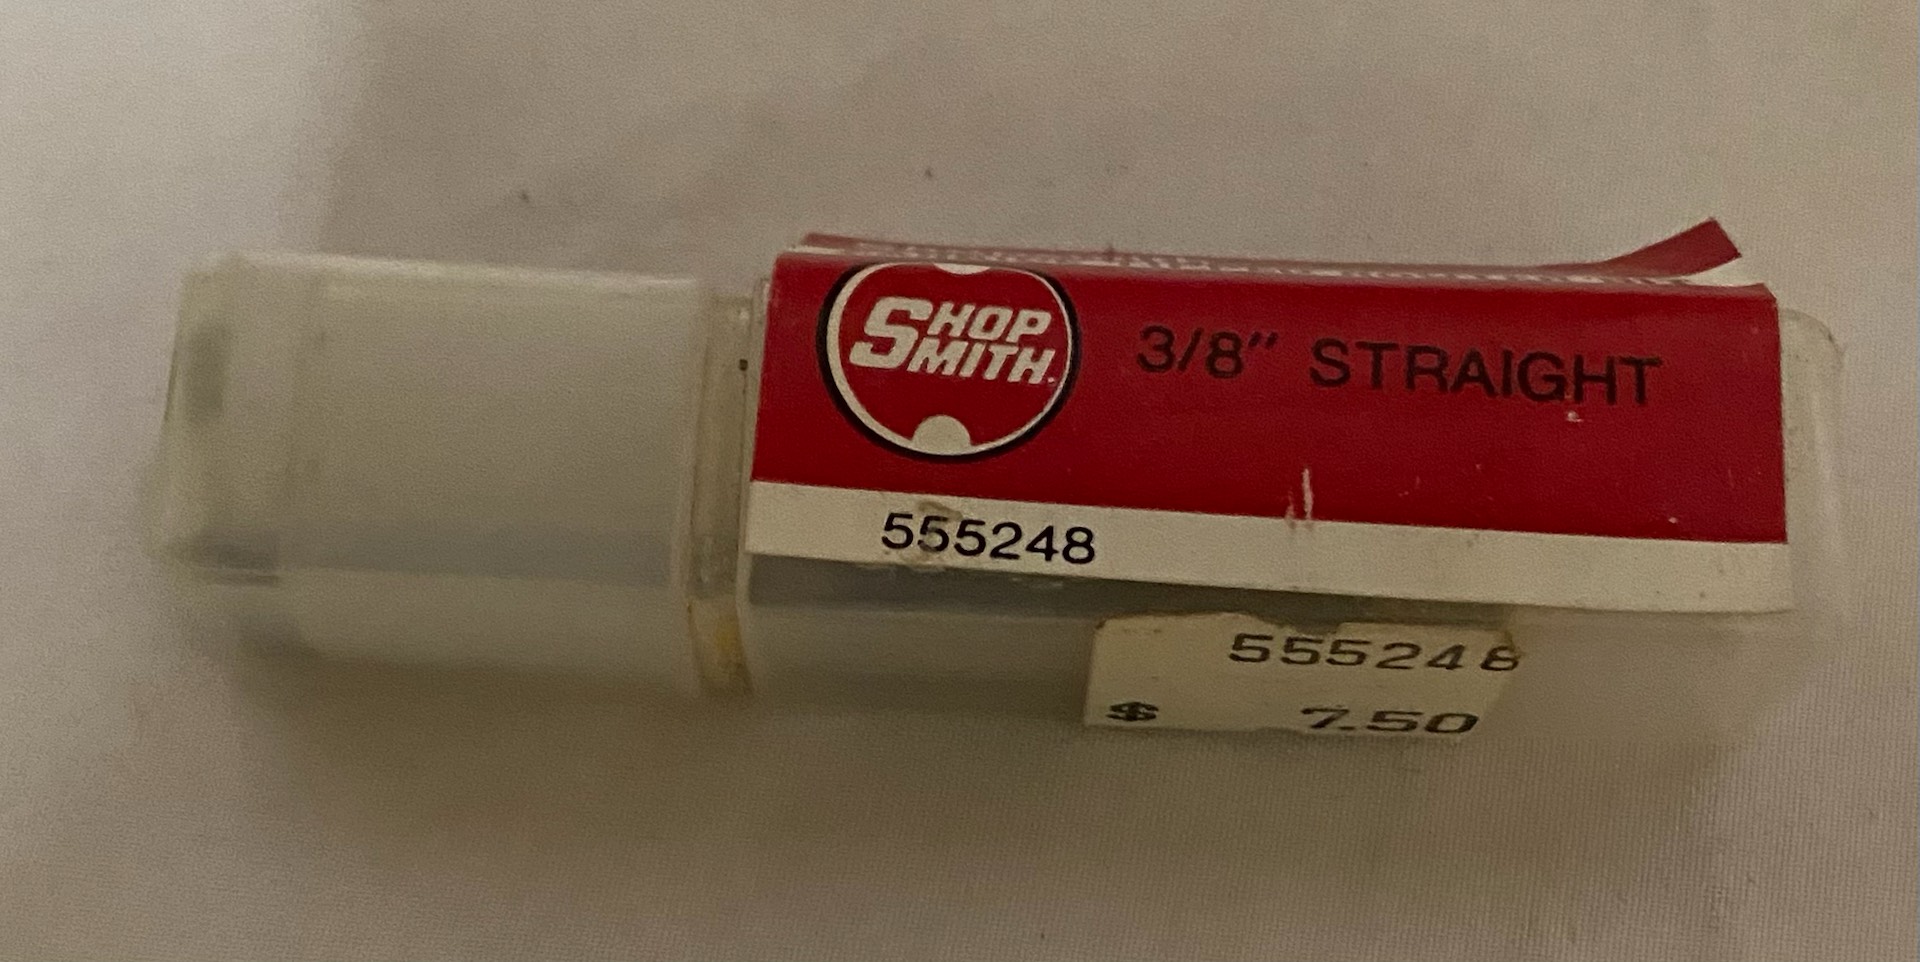 SHOP
SMITH.
3/8" STRAIGHT
555248
555248
$ 7.50